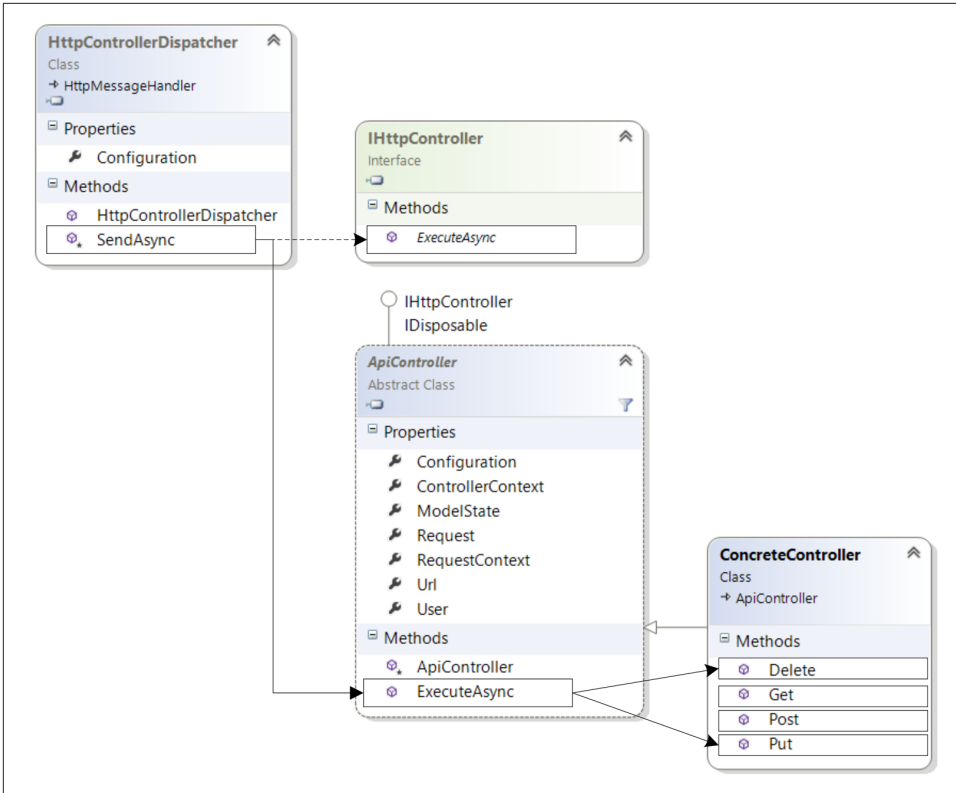 HttpControllerDispatcher
Class
HttpMessageHandler
Properties
Configuration
Methods
HttpControllerDispatcher
SendAsync
IHttpController
Interface
Methods
ExecuteAsync
IHttpController
IDisposable
ApiController
Abstract Class
Properties
Configuration
ControllerContext
ModelState
Request
RequestContext
Url
User
Methods
ApiController
ExecuteAsync
ConcreteController
Class
ApiController
Methods
Delete
Get
Post
Put